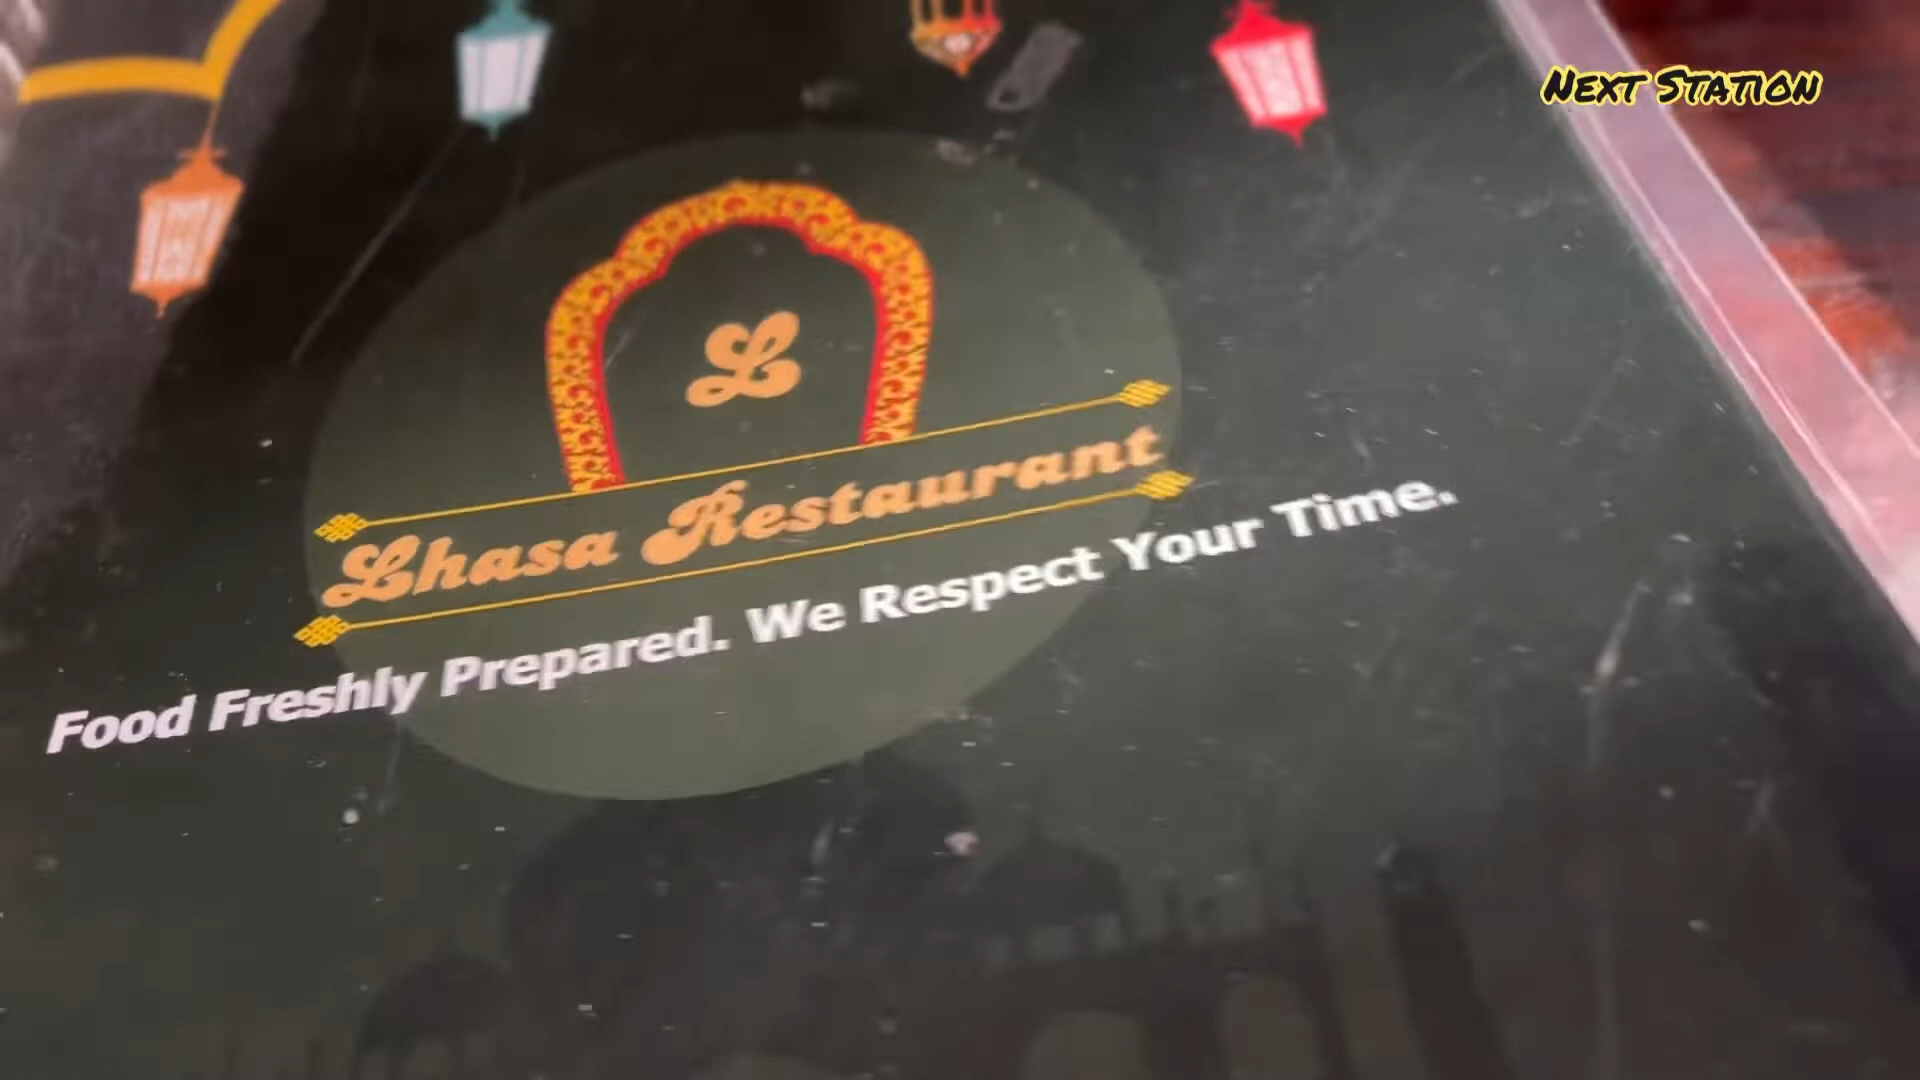 Next Station
L
Lhasa Restaurant
Food Freshly Prepared. We Respect Your Time.